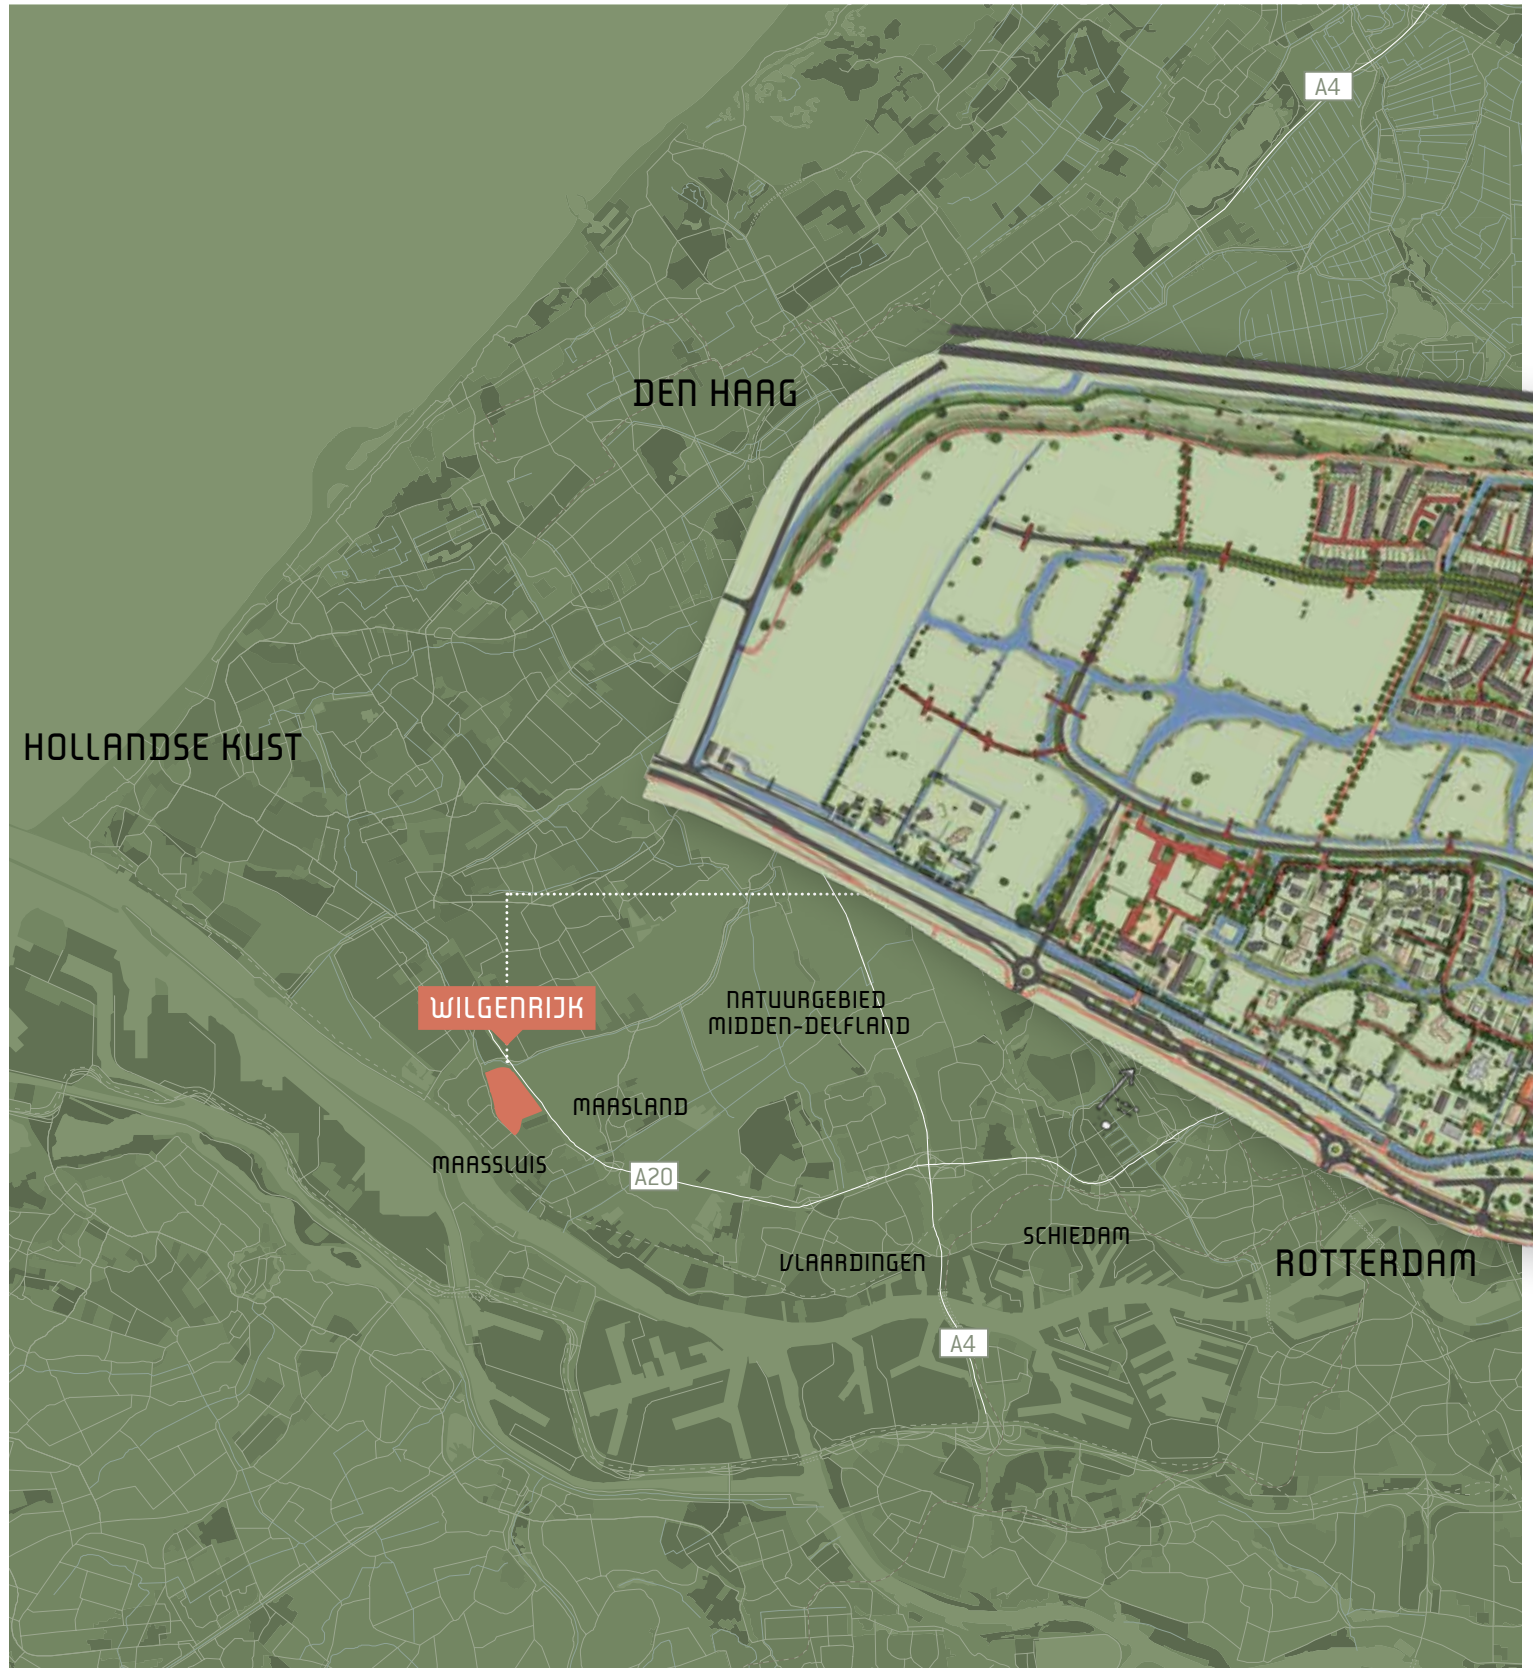 A4
DEN HAAG
HOLLANDSE KUST
WILGENRIJK
NATUURGEBIED
MIDDEN-DELFLAND
MAASLAND
MAASSLUIS
A20
SCHIEDAM
VLAARDINGEN
ROTTERDAM
A4